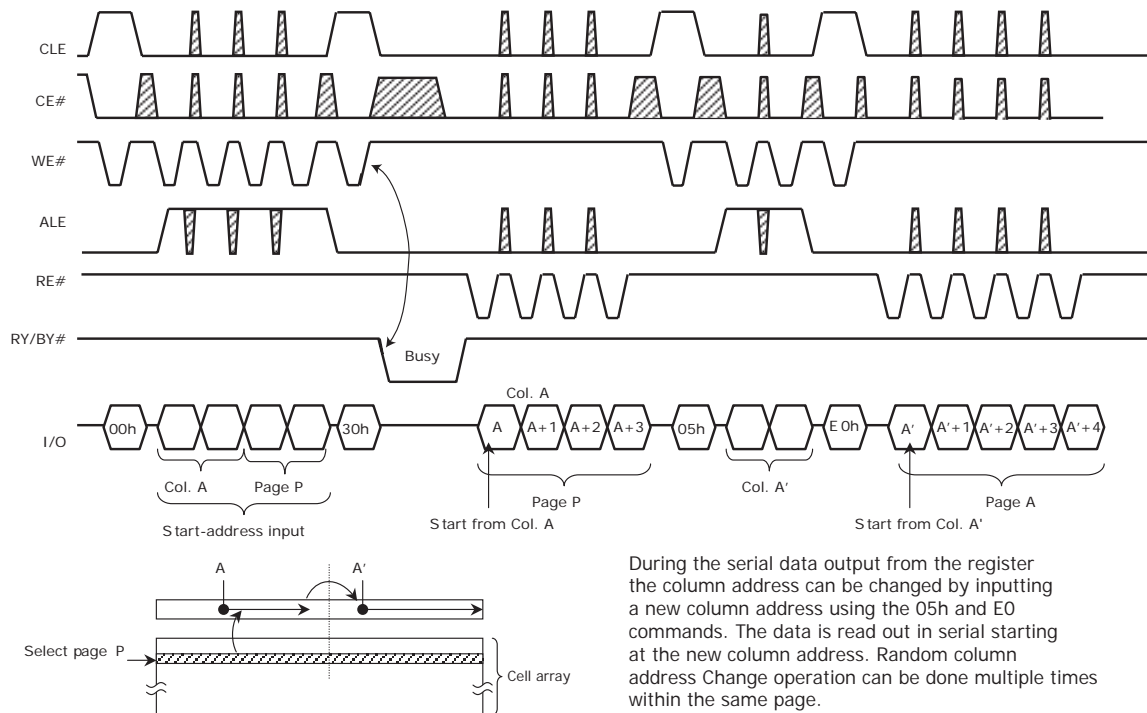 CLE
CE#
WE#
ALE
RE#
RY/BY#
Busy
Col. A
I/O
00h
30h
A
A+1
A+2
A+3
05h
E0h
A'
A'+1
A'+2
A'+3
A'+4
Col. A
Page P
Page P
Col. A'
Page A
Start-address input
Start from Col. A
Start from Col. A'
A
A'
Select page P
Cell array
During the serial data output from the register
the column address can be changed by inputting
a new column address using the 05h and E0
commands. The data is read out in serial starting
at the new column address. Random column
address Change operation can be done multiple times
within the same page.